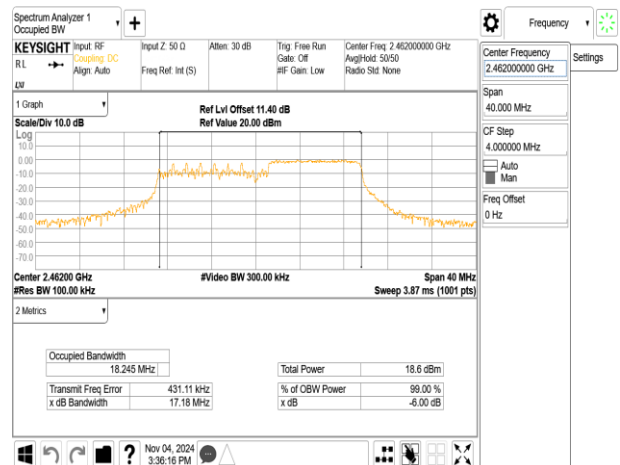 Spectrum Analyzer 1
Occupied BW
▼
+
Frequency
▼
KEYSIGHT
RL
Input: RF
Coupling: DC
Align: Auto
Input Z: 50 Ω
Freq Ref: Int (S)
Atten: 30 dB
Trig: Free Run
Gate: Off
#IF Gain: Low
Center Freq: 2.462000000 GHz
Avg|Hold: 50/50
Radio Std: None
Center Frequency
2.462000000 GHz
Settings
Span
40.000 MHz
CF Step
4.000000 MHz
Auto
Man
Freq Offset
0 Hz
1 Graph
Scale/Div 10.0 dB
Ref Lvl Offset 11.40 dB
Ref Value 20.00 dBm
Log
10.0
0.00
-10.0
-20.0
-30.0
-40.0
-50.0
-60.0
-70.0
Center 2.46200 GHz
#Res BW 100.00 kHz
#Video BW 300.00 kHz
Span 40 MHz
Sweep 3.87 ms (1001 pts)
2 Metrics
Occupied Bandwidth
18.245 MHz
Transmit Freq Error 431.11 kHz
x dB Bandwidth 17.18 MHz
Total Power 18.6 dBm
% of OBW Power 99.00 %
x dB -6.00 dB
?
Nov 04, 2024
3:36:16 PM